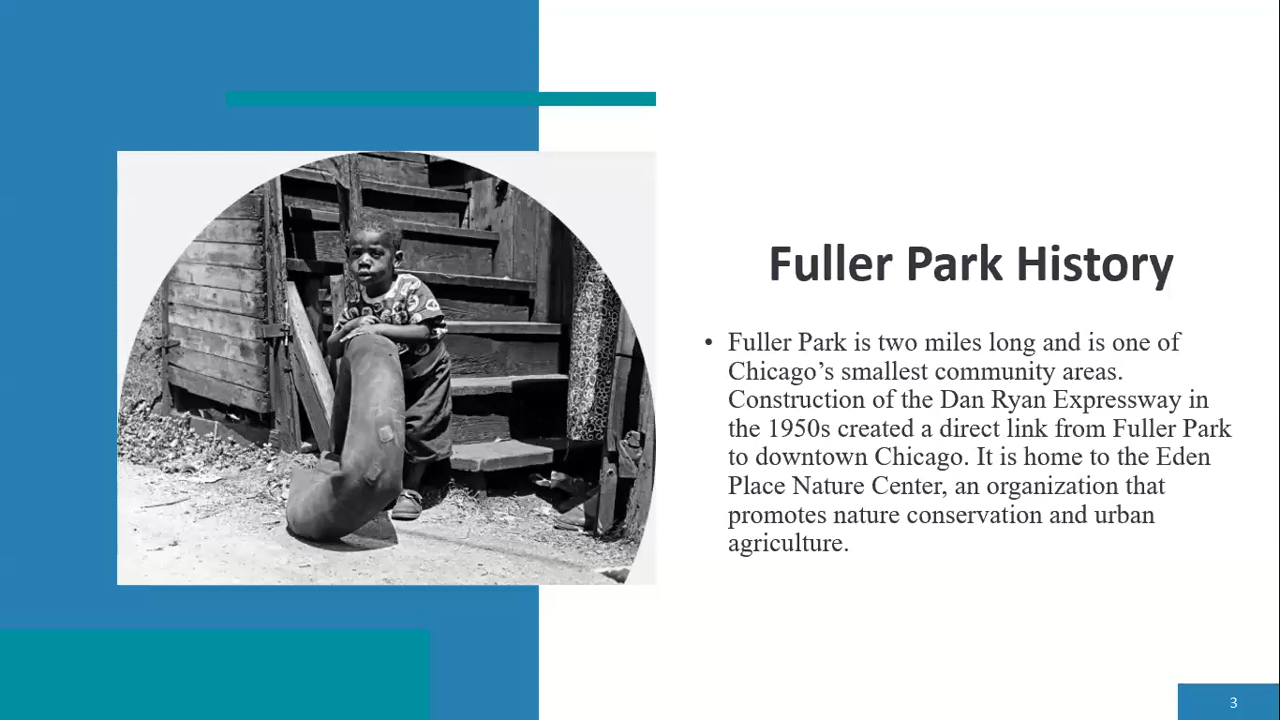 Fuller Park History
• Fuller Park is two miles long and is one of
Chicago’s smallest community areas.
Construction of the Dan Ryan Expressway in
the 1950s created a direct link from Fuller Park
to downtown Chicago. It is home to the Eden
Place Nature Center, an organization that
promotes nature conservation and urban
agriculture.
3